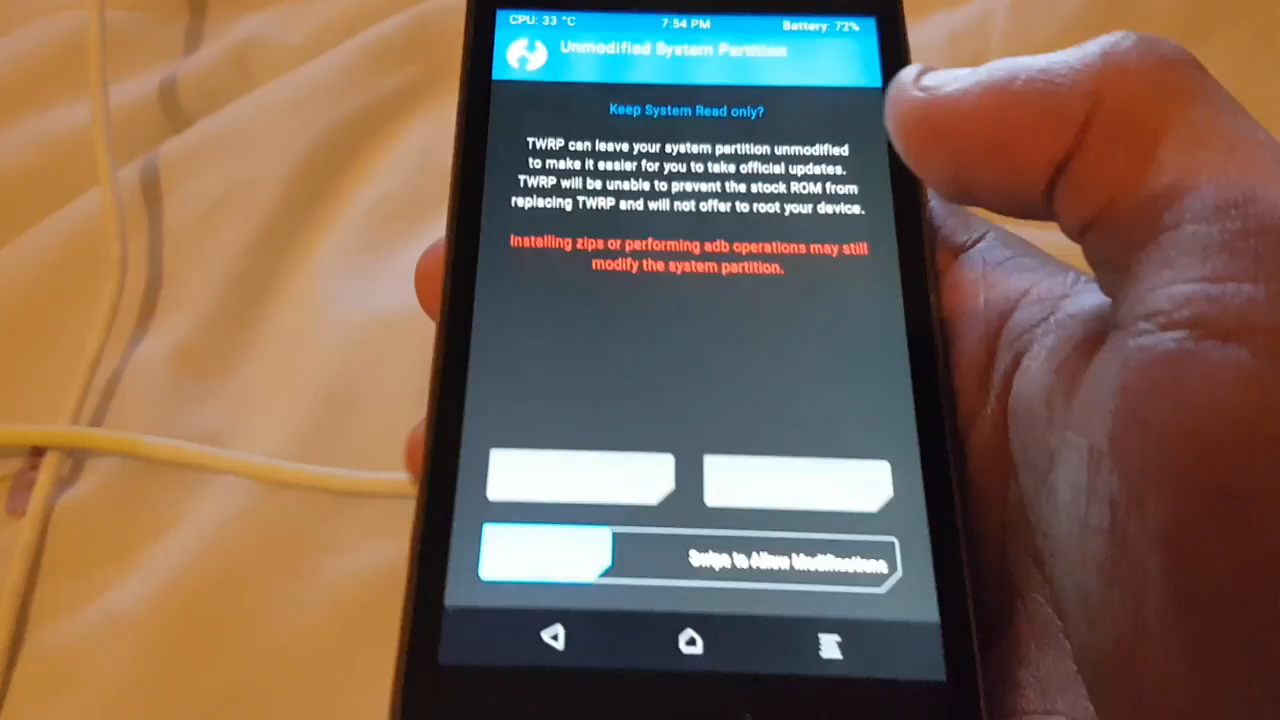 CPU: 33 °C 7:54 PM Battery: 72%
Unmodified System Partition
Keep System Read only?
TWRP can leave your system partition unmodified
to make it easier for you to take official updates.
TWRP will be unable to prevent the stock ROM from
replacing TWRP and will not offer to root your device.
Installing zips or performing adb operations may still
modify the system partition.
Swipe to Allow Modifications